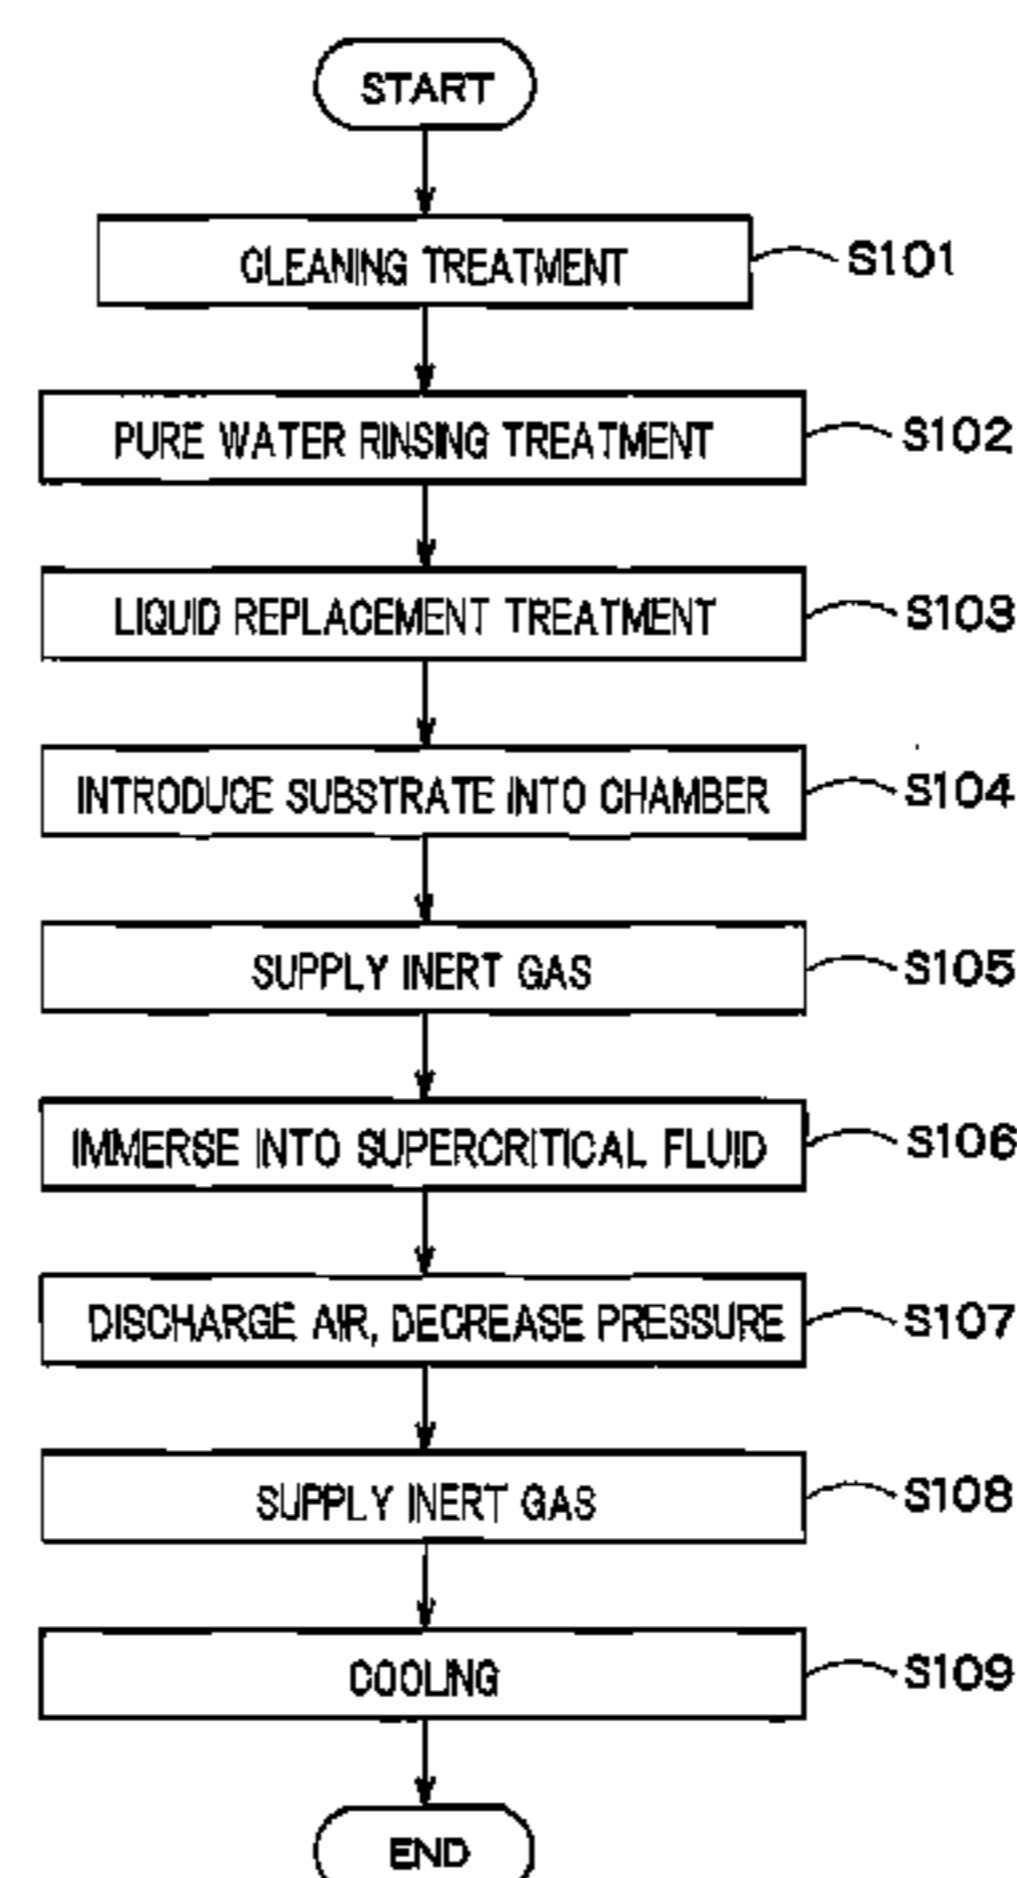 START
CLEANING TREATMENT S101
PURE WATER RINSING TREATMENT S102
LIQUID REPLACEMENT TREATMENT S103
INTRODUCE SUBSTRATE INTO CHAMBER S104
SUPPLY INERT GAS S105
IMMERSE INTO SUPERCRITICAL FLUID S106
DISCHARGE AIR, DECREASE PRESSURE S107
SUPPLY INERT GAS S108
COOLING S109
END